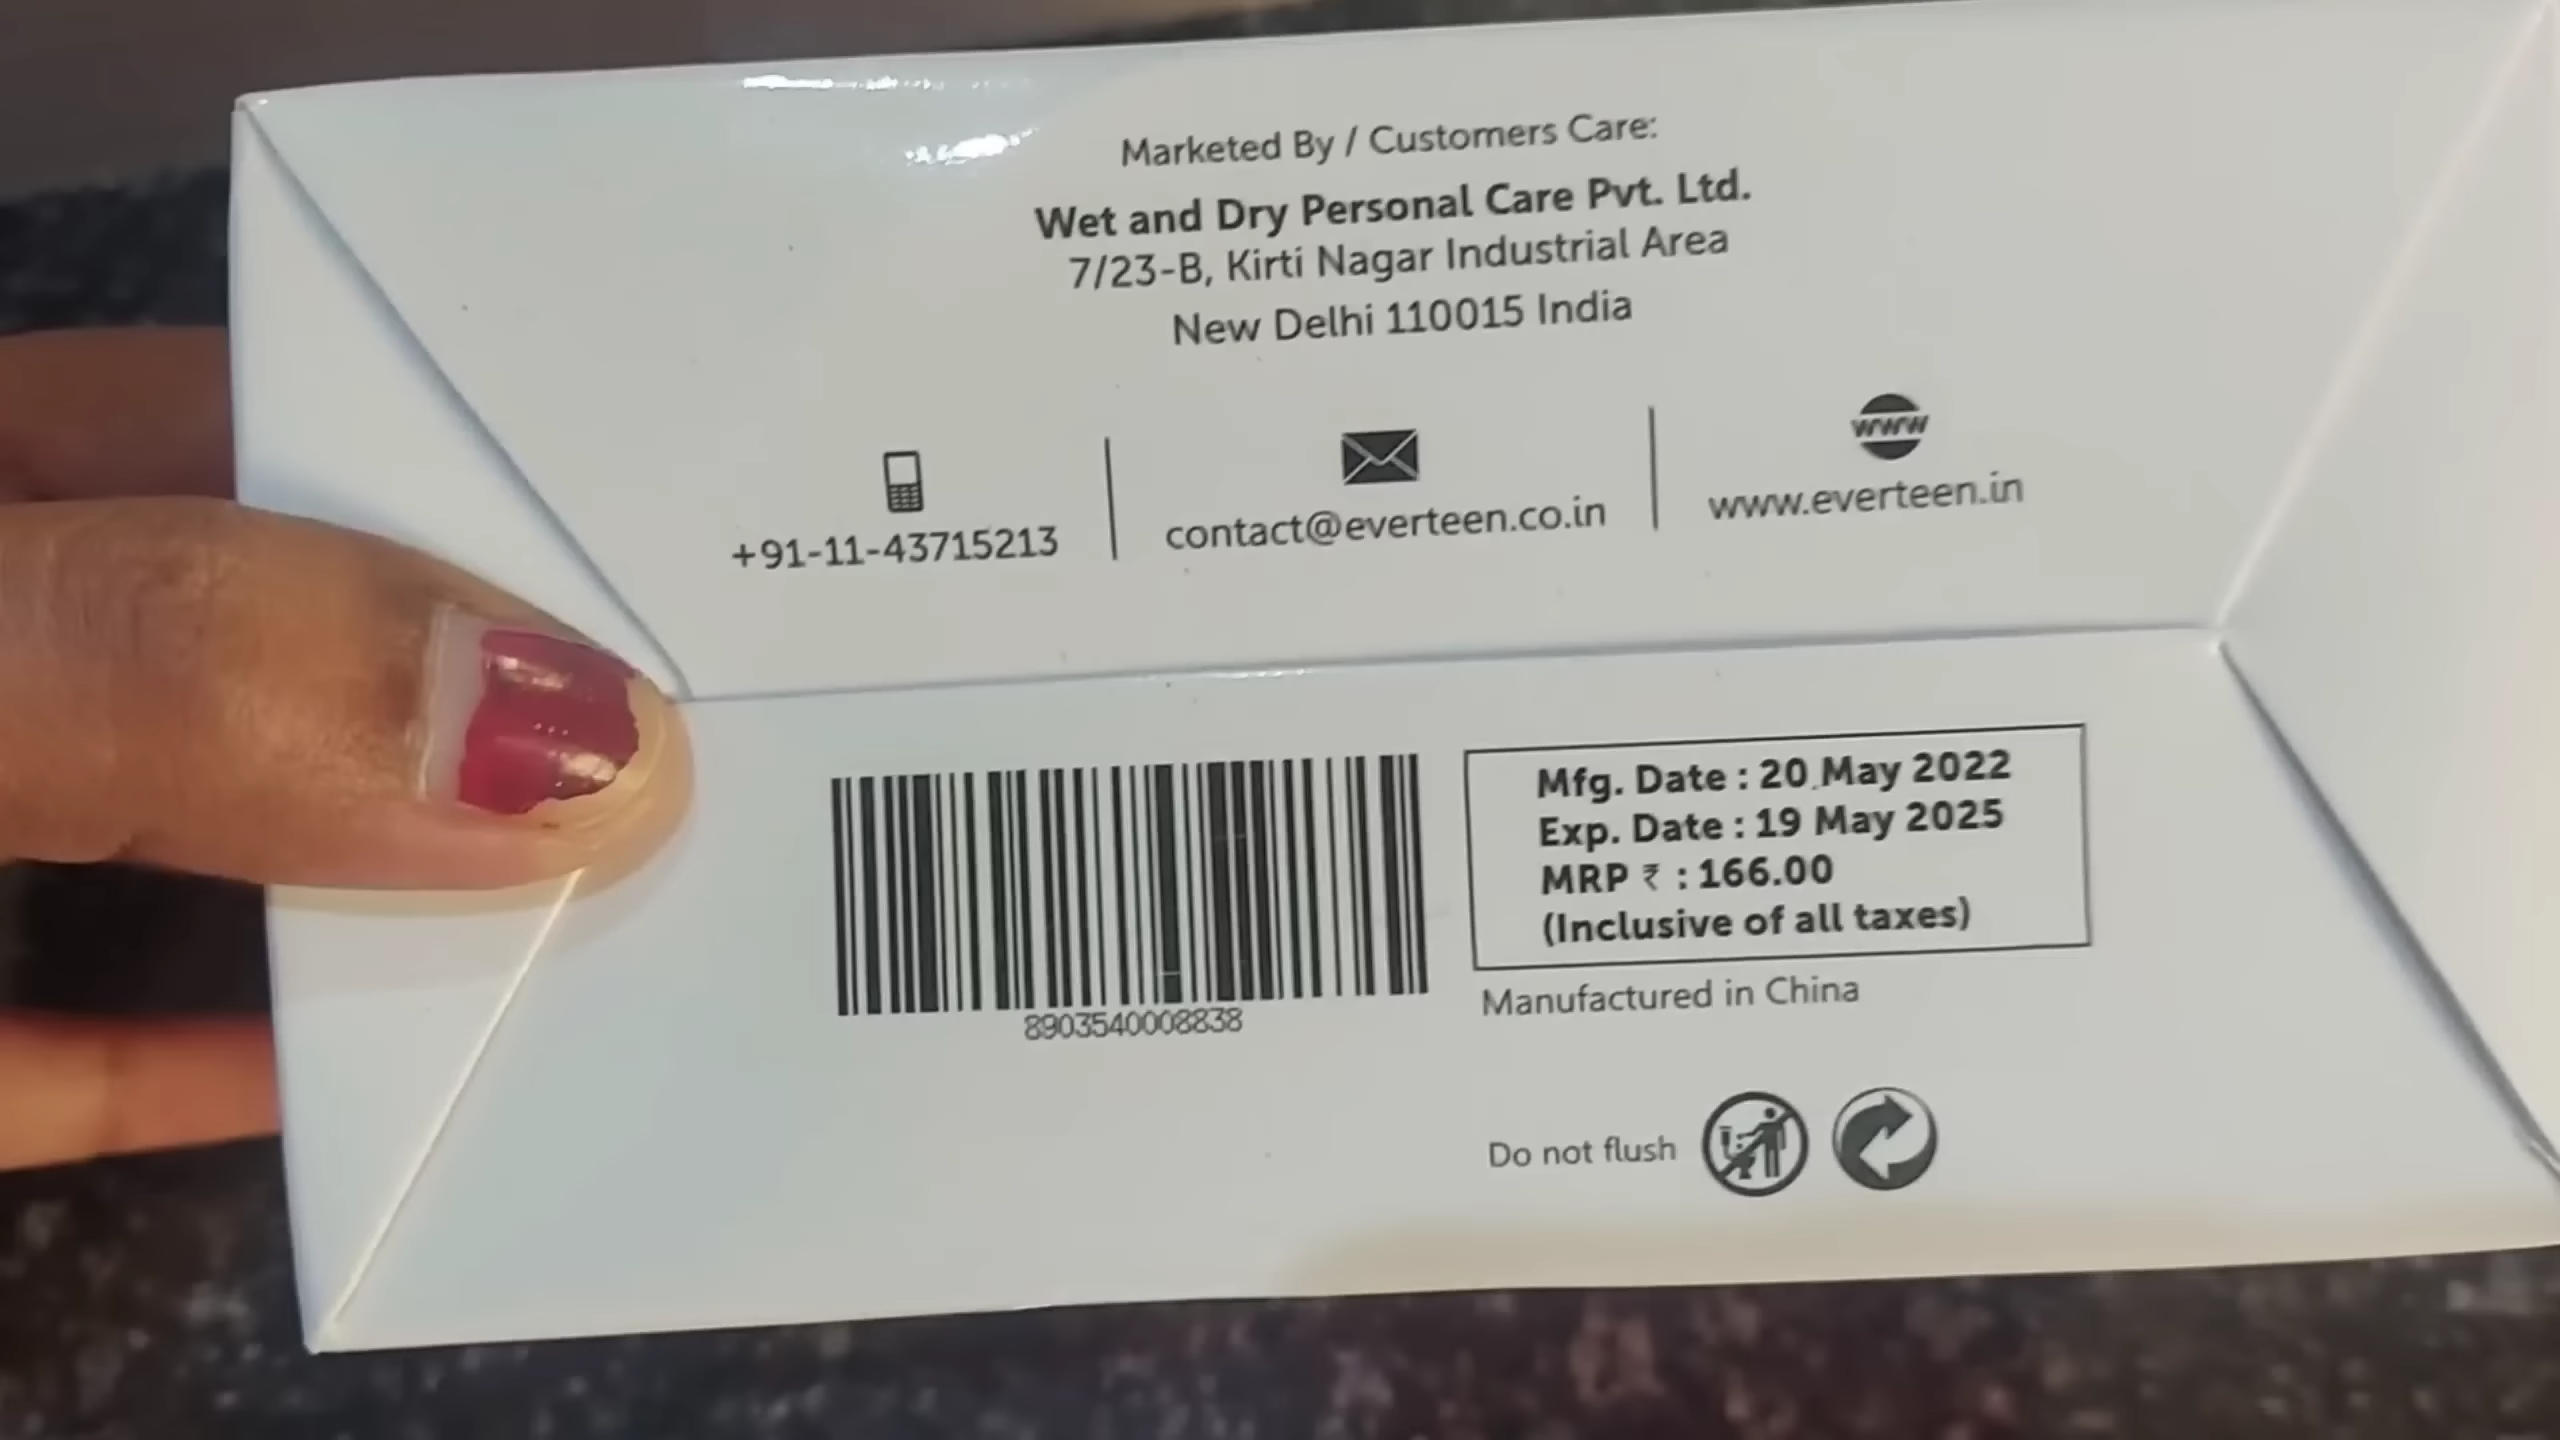 Marketed By / Customers Care:
Wet and Dry Personal Care Pvt. Ltd.
7/23-B, Kirti Nagar Industrial Area
New Delhi 110015 India
+91-11-43715213
contact@everteen.co.in
www
www.everteen.in
Mfg. Date : 20 May 2022
Exp. Date : 19 May 2025
MRP ₹ : 166.00
(Inclusive of all taxes)
8903540008838
Manufactured in China
Do not flush